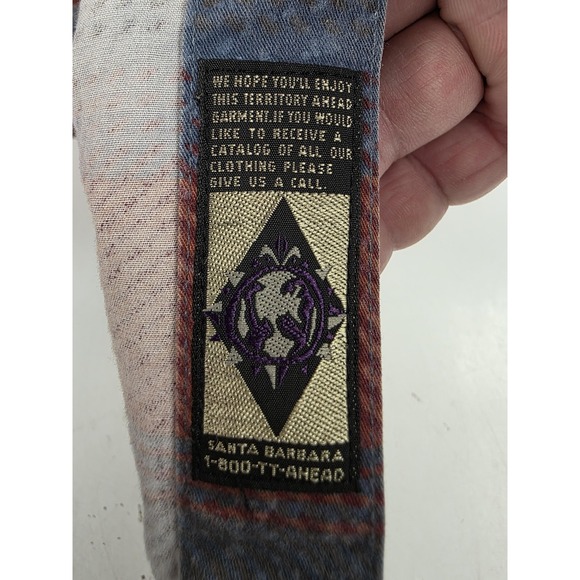 WE HOPE YOU'LL ENJOY
THIS TERRITORY AHEAD
GARMENT. IF YOU WOULD
LIKE TO RECEIVE A
CATALOG OF ALL OUR
CLOTHING PLEASE
GIVE US A CALL.
SANTA BARBARA
1-800-TT-AHEAD